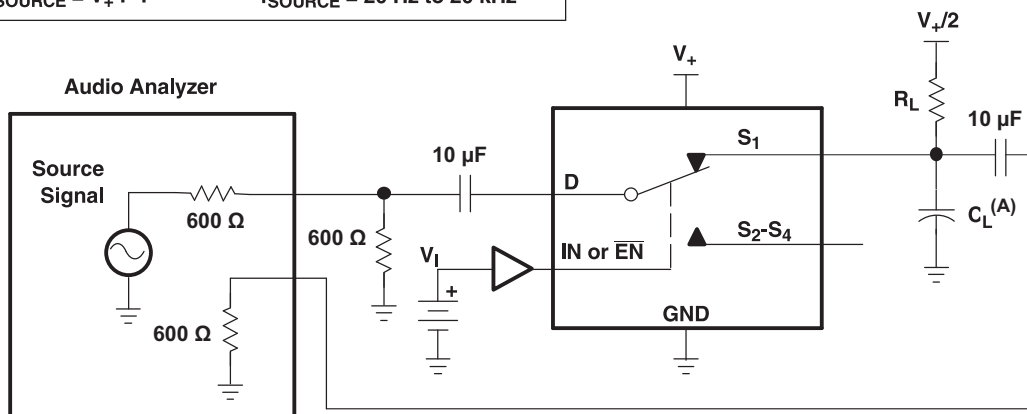 V+/2
V+
Audio Analyzer
RL
10 µF
10 µF
S1
Source
Signal
D
600 Ω
600 Ω
CL(A)
S2-S4
VI
IN or E̅N̅
+
GND
600 Ω